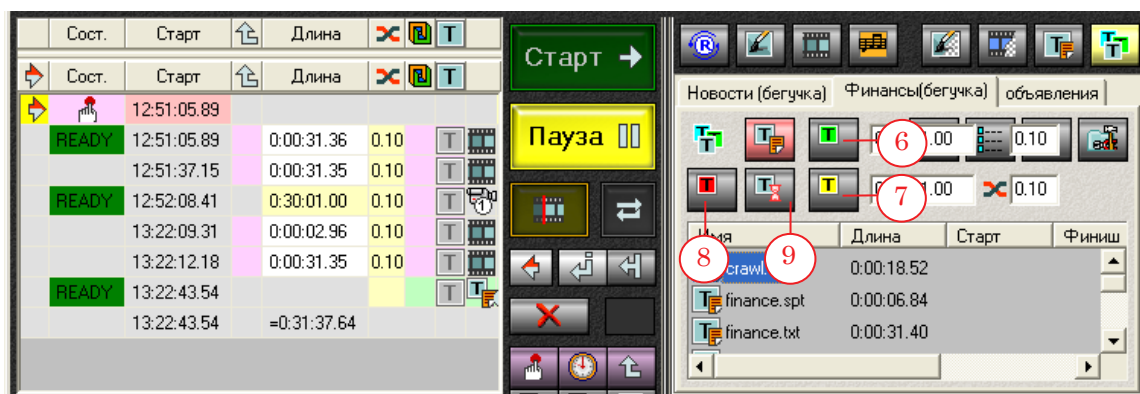 Сост. Старт Длина T
Сост. Старт Длина T
12:51:05.89
READY 12:51:05.89 0:00:31.36 0.10 T
12:51:37.15 0:00:31.35 0.10 T
READY 12:52:08.41 0:30:01.00 0.10 T 1
13:22:09.31 0:00:02.96 0.10 T
13:22:12.18 0:00:31.35 0.10 T
READY 13:22:43.54 T T
13:22:43.54 =0:31:37.64
Старт
Пауза
R T T T
Новости (бегучка) Финансы(бегучка) объявления
T T T T 6 .00 0.10
T T T 7 1.00 0.10
8 9
Имя Длина Старт Финиш
crawl 0:00:18.52
T finance.spt 0:00:06.84
T finance.txt 0:00:31.40